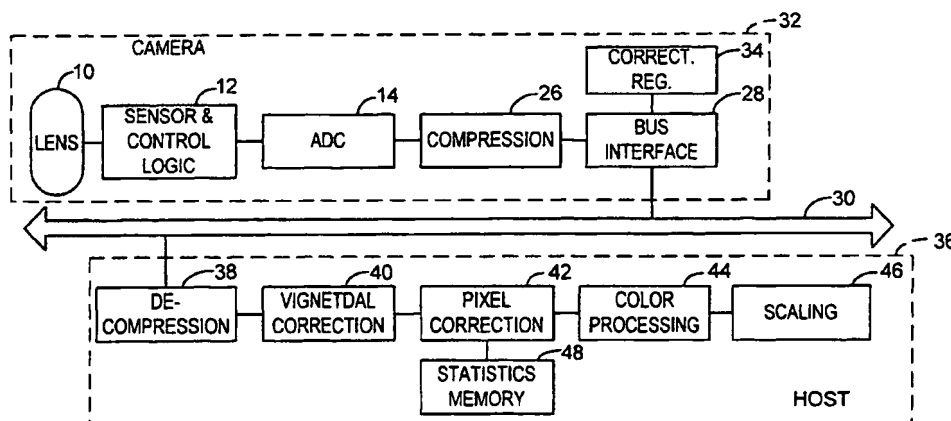 CAMERA
32
10
LENS
12
SENSOR &
CONTROL
LOGIC
14
ADC
26
COMPRESSION
34
CORRECT.
REG.
28
BUS
INTERFACE
30
36
38
DE-
COMPRESSION
40
VIGNETDAL
CORRECTION
42
PIXEL
CORRECTION
44
COLOR
PROCESSING
46
SCALING
48
STATISTICS
MEMORY
HOST